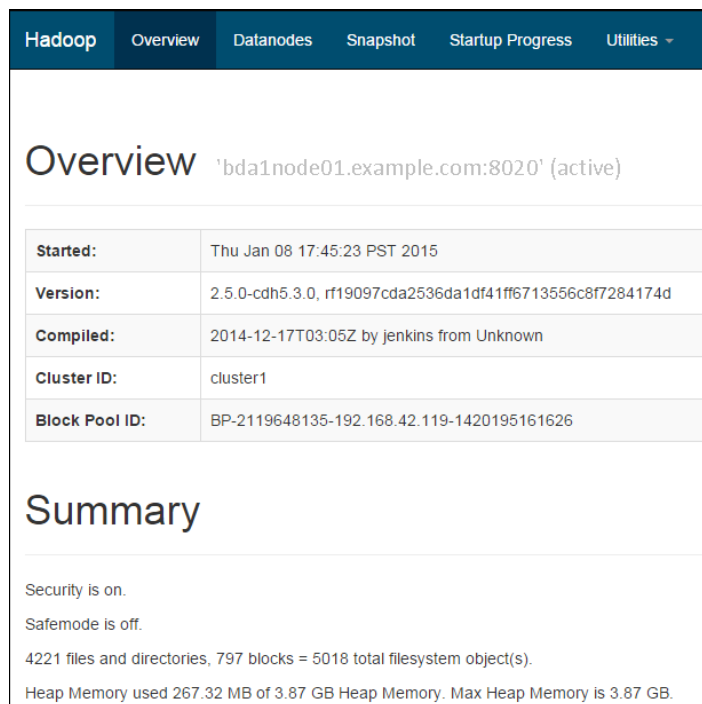 Hadoop Overview Datanodes Snapshot Startup Progress Utilities
Overview 'bda1node01.example.com:8020' (active)
Started: Thu Jan 08 17:45:23 PST 2015
Version: 2.5.0-cdh5.3.0, rf19097cda2536da1df41ff6713556c8f7284174d
Compiled: 2014-12-17T03:05Z by jenkins from Unknown
Cluster ID: cluster1
Block Pool ID: BP-2119648135-192.168.42.119-1420195161626
Summary
Security is on.
Safemode is off.
4221 files and directories, 797 blocks = 5018 total filesystem object(s).
Heap Memory used 267.32 MB of 3.87 GB Heap Memory. Max Heap Memory is 3.87 GB.